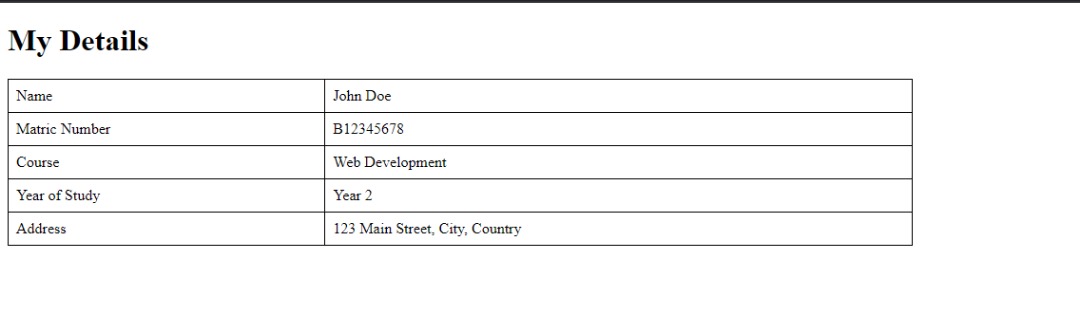 My Details
Name John Doe
Matric Number B12345678
Course Web Development
Year of Study Year 2
Address 123 Main Street, City, Country